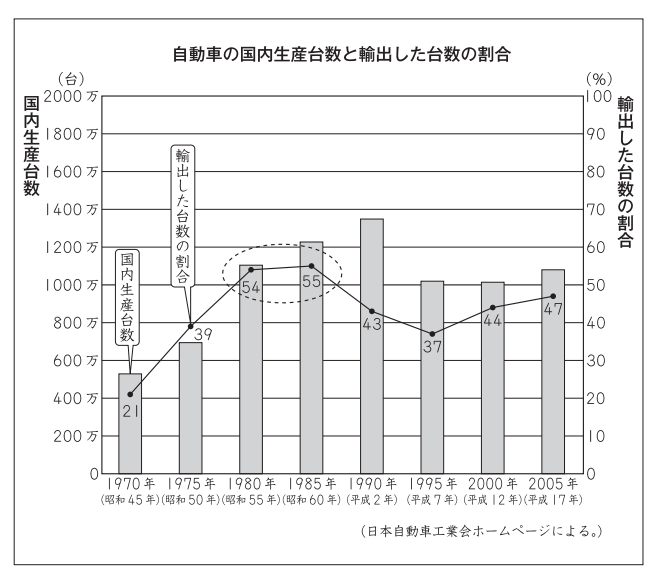 自動車の国内生産台数と輸出した台数の割合
(台)
(%)
国内生産台数
輸出した台数の割合
2000万
1800万
1600万
1400万
1200万
1000万
800万
600万
400万
200万
0
100
90
80
70
60
50
40
30
20
10
0
国内生産台数
輸出した台数の割合
21
39
54
55
43
37
44
47
1970年 1975年 1980年 1985年 1990年 1995年 2000年 2005年
(昭和45年) (昭和50年) (昭和55年) (昭和60年) (平成2年) (平成7年) (平成12年) (平成17年)
(日本自動車工業会ホームページによる。)